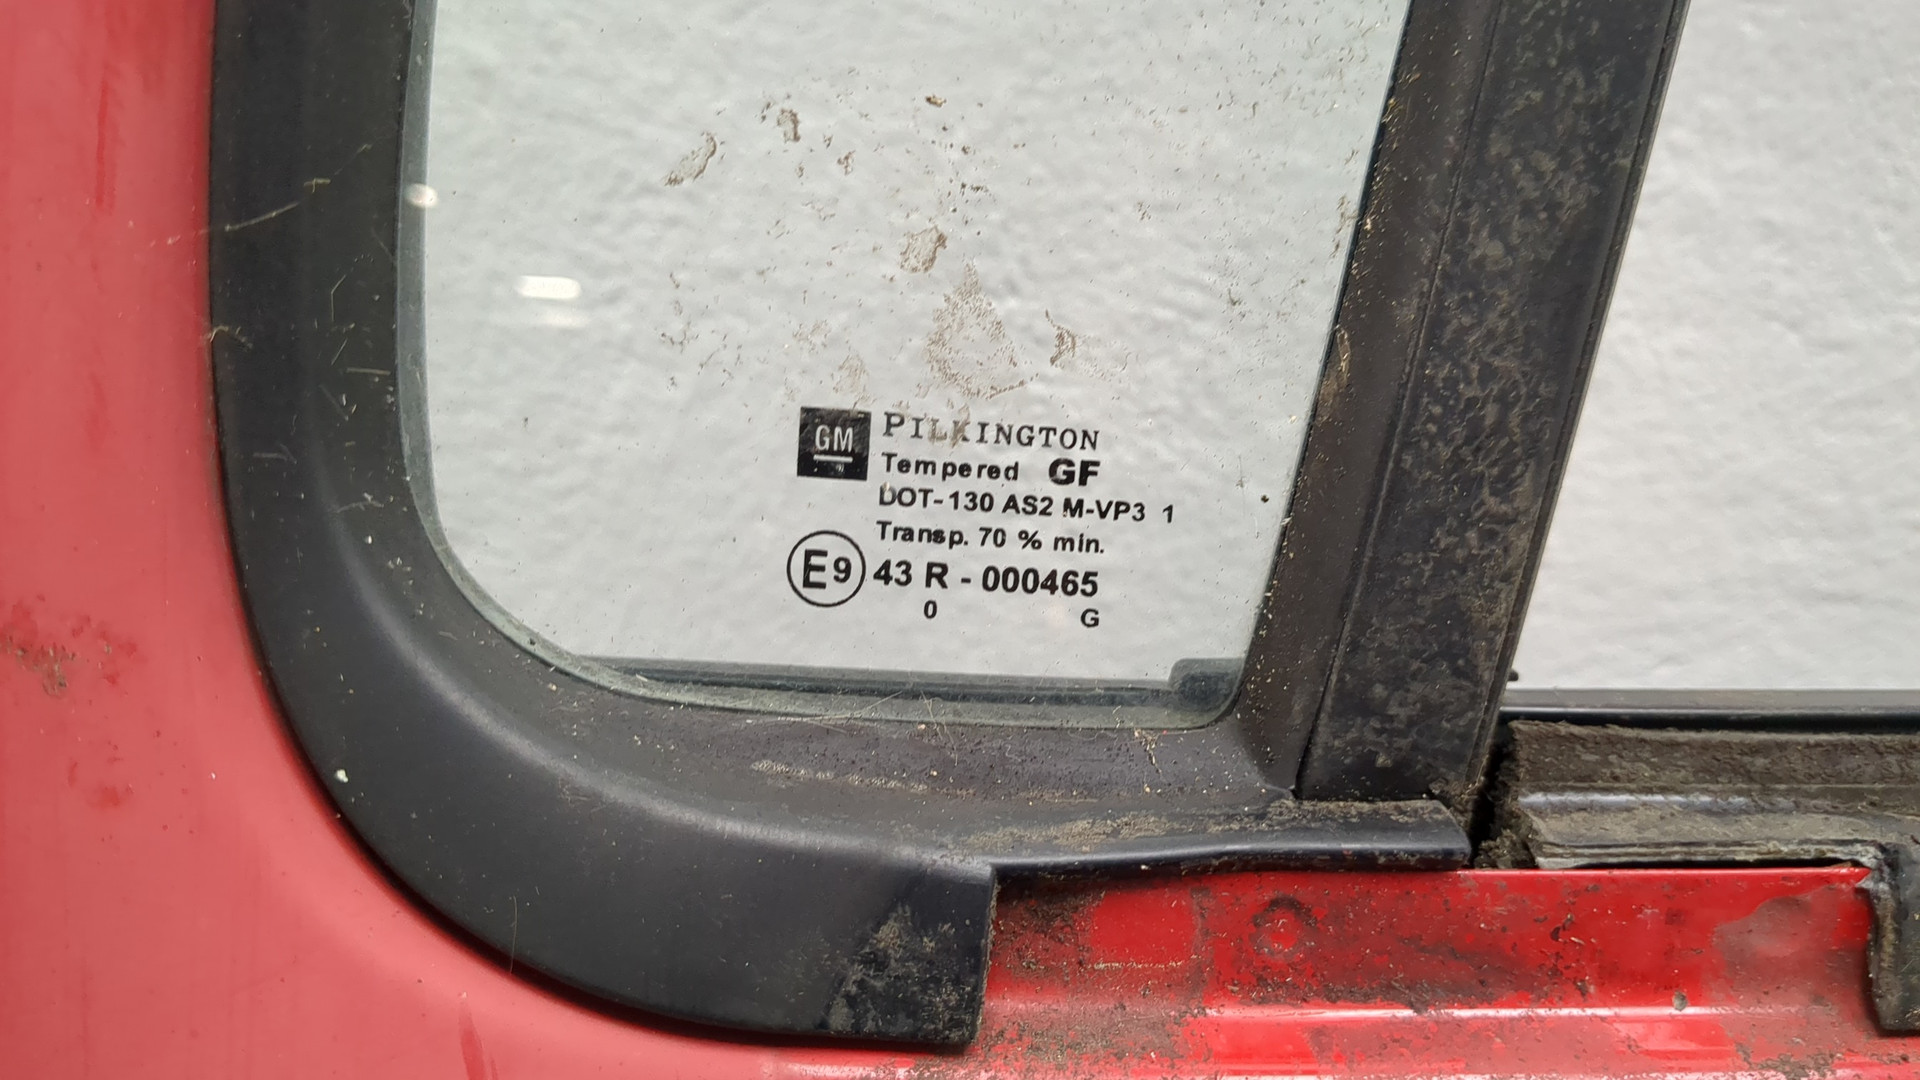 GM PILKINGTON
Tempered GF
DOT-130 AS2 M-VP3 1
Transp. 70 % min.
E9 43 R - 000465
0 G